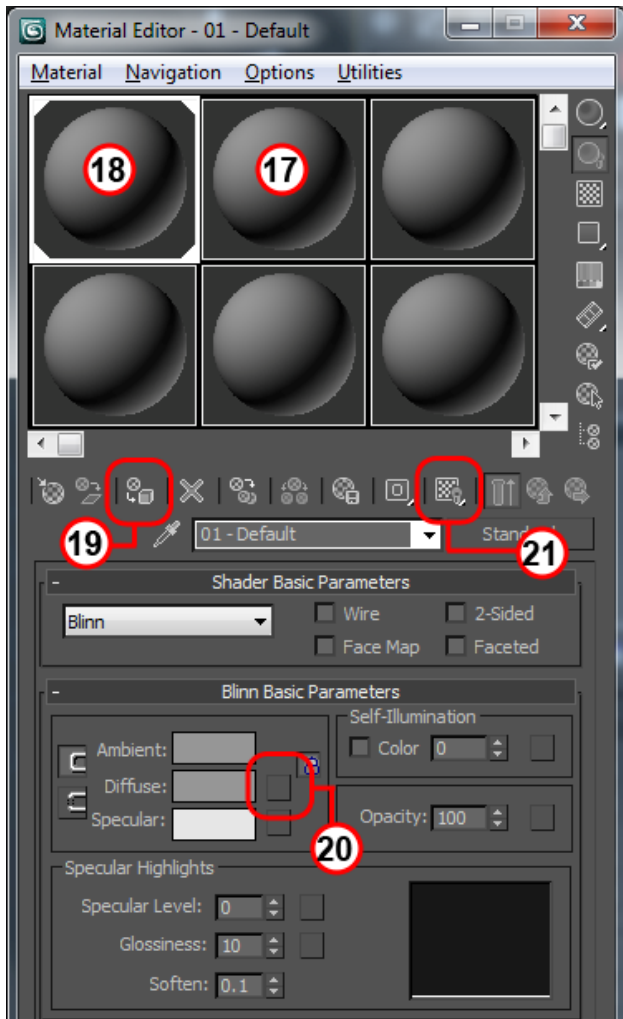 Material Editor - 01 - Default
Material Navigation Options Utilities
18 17
19
01 - Default
21
Shader Basic Parameters
Blinn
Wire 2-Sided
Face Map Faceted
Blinn Basic Parameters
Self-Illumination
Ambient:
Color 0
Diffuse:
Specular:
Opacity: 100
20
Specular Highlights
Specular Level: 0
Glossiness: 10
Soften: 0.1